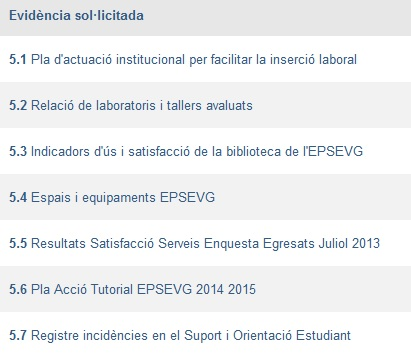 Evidència sol·licitada
5.1 Pla d'actuació institucional per facilitar la inserció laboral
5.2 Relació de laboratoris i tallers avaluats
5.3 Indicadors d'ús i satisfacció de la biblioteca de l'EPSEVG
5.4 Espais i equipaments EPSEVG
5.5 Resultats Satisfacció Serveis Enquesta Egresats Juliol 2013
5.6 Pla Acció Tutorial EPSEVG 2014 2015
5.7 Registre incidències en el Suport i Orientació Estudiant